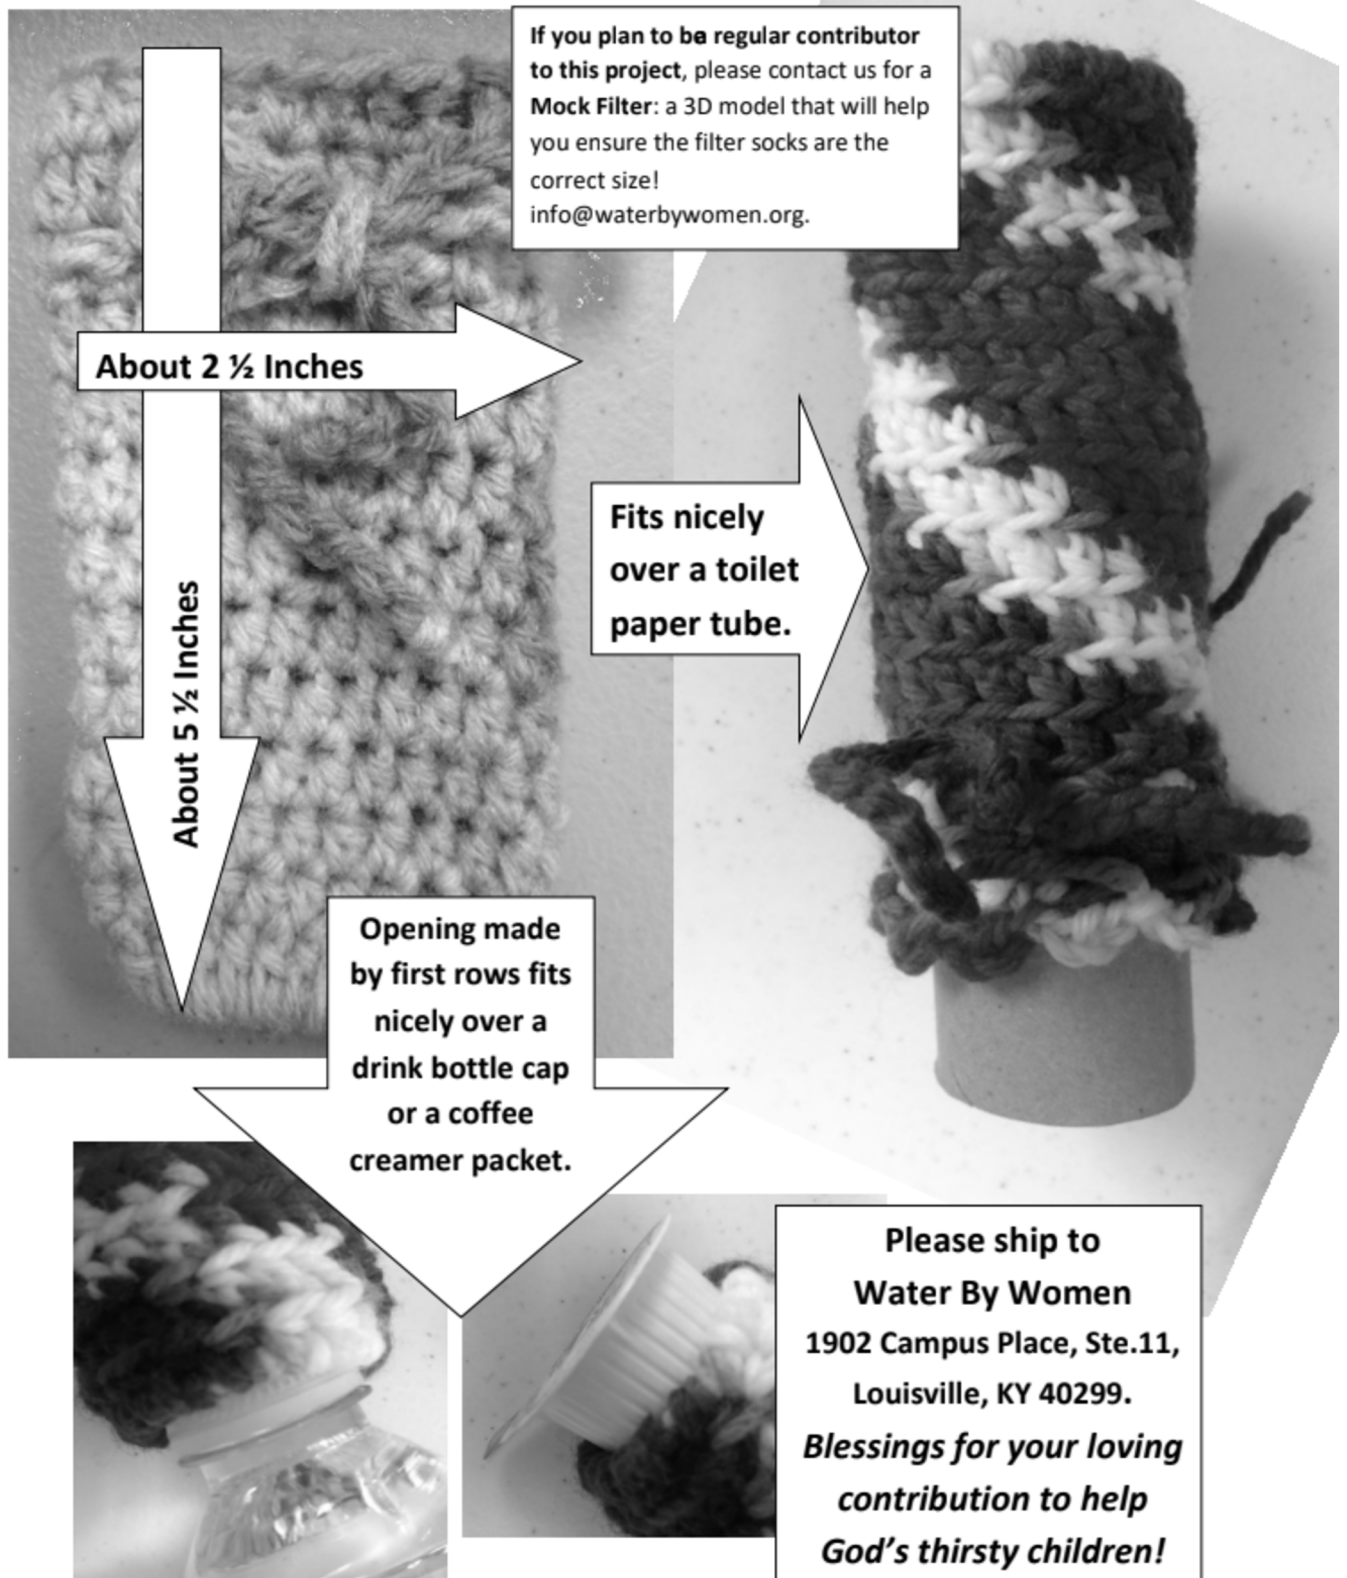 If you plan to be regular contributor
to this project, please contact us for a
Mock Filter: a 3D model that will help
you ensure the filter socks are the
correct size!
info@waterbywomen.org.
About 2 ½ Inches
About 5 ½ Inches
Fits nicely
over a toilet
paper tube.
Opening made
by first rows fits
nicely over a
drink bottle cap
or a coffee
creamer packet.
Please ship to
Water By Women
1902 Campus Place, Ste.11,
Louisville, KY 40299.
Blessings for your loving
contribution to help
God's thirsty children!